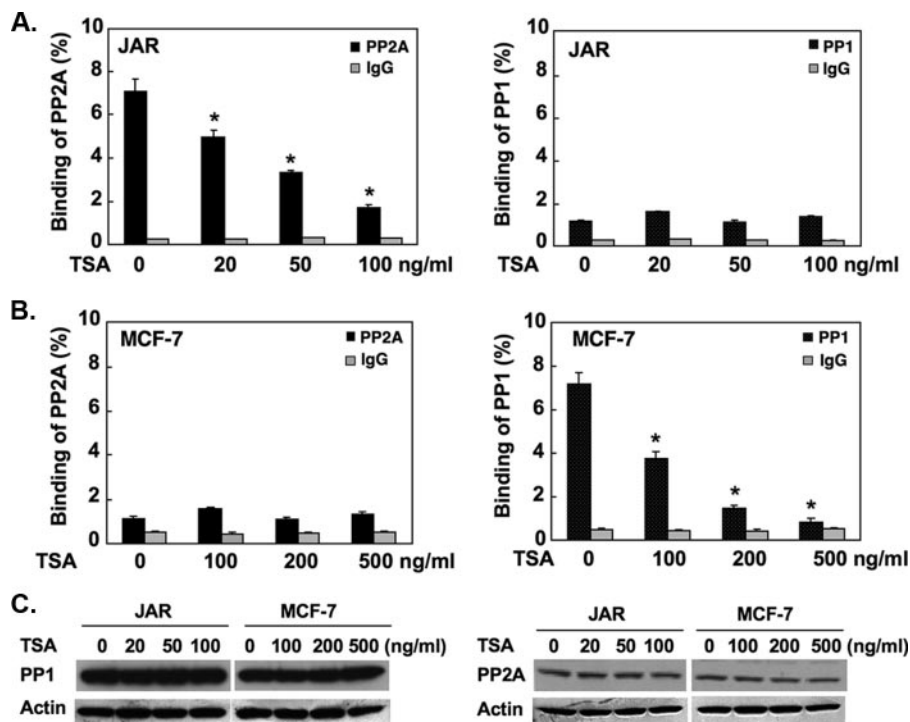 A.
JAR
PP2A
IgG
Binding of PP2A (%)
10
8
6
4
2
0
TSA 0 20 50 100 ng/ml
JAR
PP1
IgG
Binding of PP1 (%)
10
8
6
4
2
0
TSA 0 20 50 100 ng/ml
B.
MCF-7
PP2A
IgG
Binding of PP2A (%)
10
8
6
4
2
0
TSA 0 100 200 500 ng/ml
MCF-7
PP1
IgG
Binding of PP1 (%)
10
8
6
4
2
0
* * *
TSA 0 100 200 500 ng/ml
C.
JAR MCF-7
TSA 0 20 50 100 0 100 200 500 (ng/ml)
PP1
Actin
JAR MCF-7
TSA 0 20 50 100 0 100 200 500 (ng/ml)
PP2A
Actin